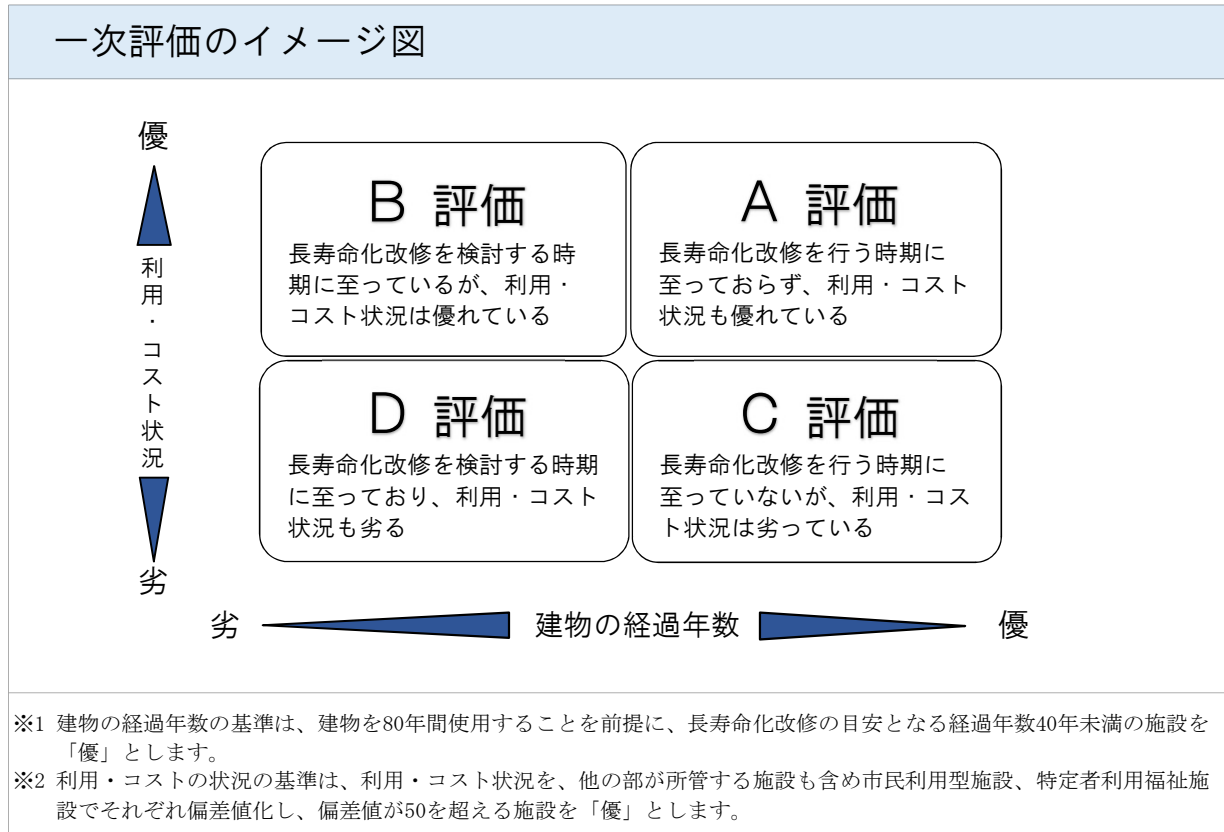 一次評価のイメージ図
優
利用・コスト状況
劣
B 評価
長寿命化改修を検討する時
期に至っているが、利用・
コスト状況は優れている
A 評価
長寿命化改修を行う時期に
至っておらず、利用・コスト
状況も優れている
D 評価
長寿命化改修を検討する時期
に至っており、利用・コスト
状況も劣る
C 評価
長寿命化改修を行う時期に
至っていないが、利用・コス
ト状況は劣っている
劣 建物の経過年数 優
※1 建物の経過年数の基準は、建物を80年間使用することを前提に、長寿命化改修の目安となる経過年数40年未満の施設を
「優」とします。
※2 利用・コストの状況の基準は、利用・コスト状況を、他の部が所管する施設も含め市民利用型施設、特定者利用福祉施
設でそれぞれ偏差値化し、偏差値が50を超える施設を「優」とします。